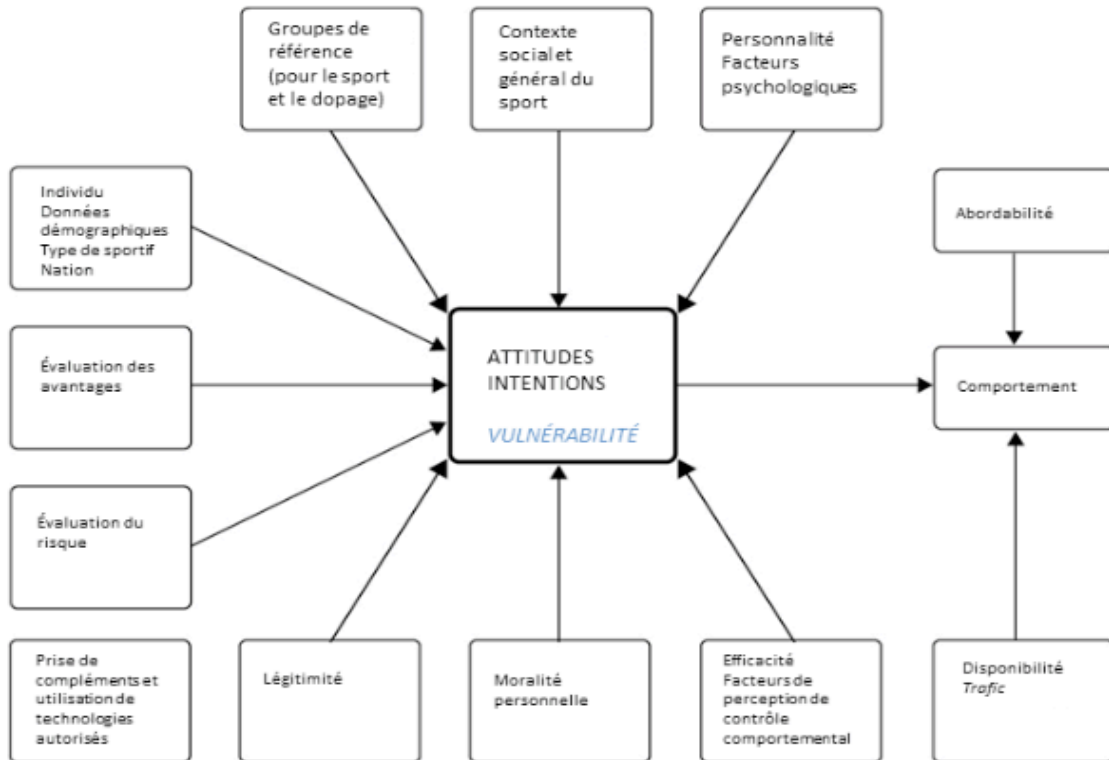 Groupes de
référence
(pour le sport
et le dopage)
Contexte
social et
général du
sport
Personnalité
Facteurs
psychologiques
Individu
Données
démographiques
Type de sportif
Nation
Abordabilité
Évaluation des
avantages
ATTITUDES
INTENTIONS
VULNÉRABILITÉ
Comportement
Évaluation du
risque
Prise de
compléments et
utilisation de
technologies
autorisés
Légitimité
Moralité
personnelle
Efficacité
Facteurs de
perception de
contrôle
comportemental
Disponibilité
Trafic